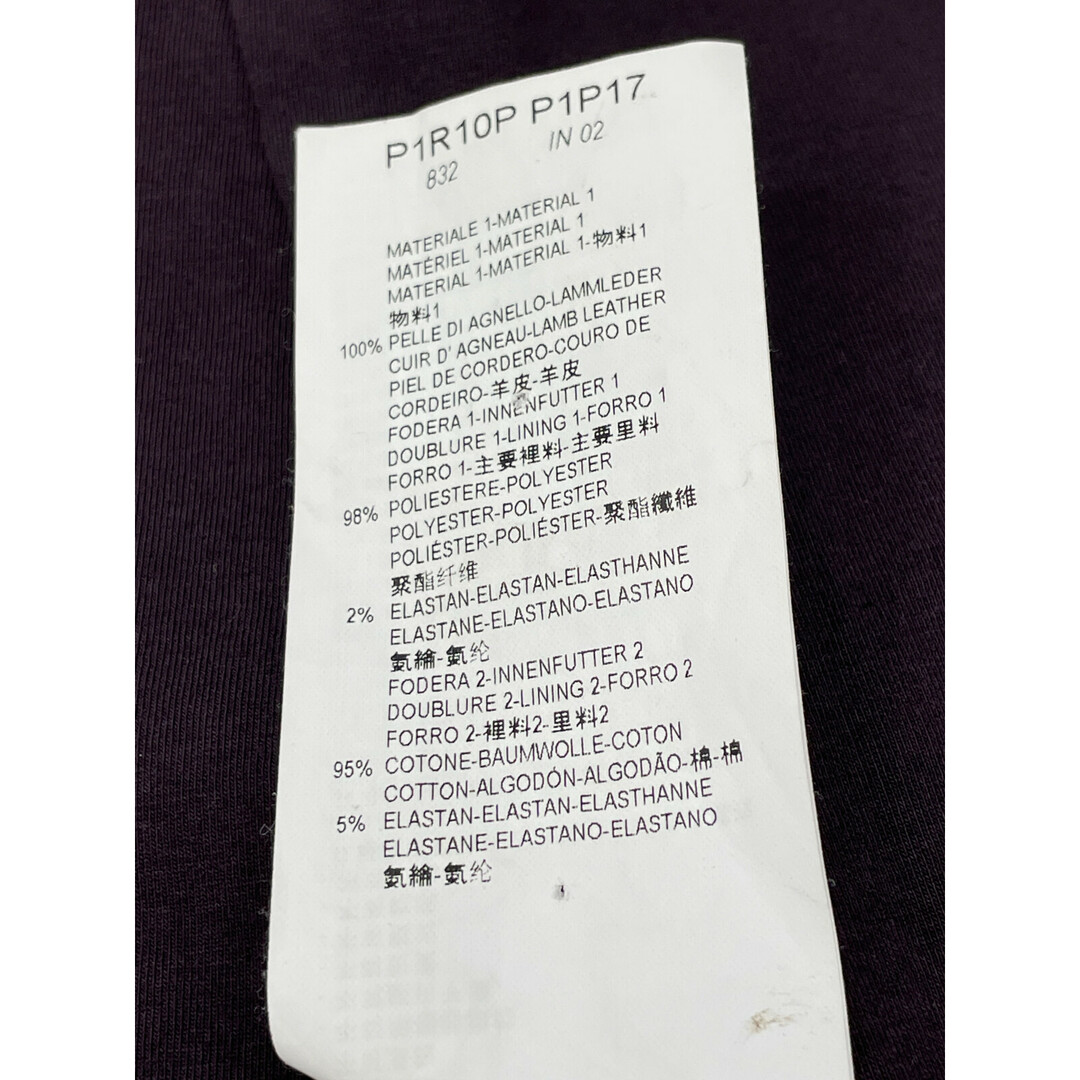 P1R10P P1P17
832 IN 02
MATERIALE 1-MATERIAL 1
MATÉRIEL 1-MATERIAL 1
MATERIAL 1-MATERIAL 1-物料1
物料1
100% PELLE DI AGNELLO-LAMMLEDER
CUIR D' AGNEAU-LAMB LEATHER
PIEL DE CORDERO-COURO DE
CORDEIRO-羊皮-羊皮
FODERA 1-INNENFUTTER 1
DOUBLURE 1-LINING 1-FORRO 1
FORRO 1-主要裡料-主要里料
98% POLIESTERE-POLYESTER
POLYESTER-POLYESTER
POLIÉSTER-POLIÉSTER-聚酯纖維
聚酯纤维
2% ELASTAN-ELASTAN-ELASTHANNE
ELASTANE-ELASTANO-ELASTANO
氨綸-氨纶
FODERA 2-INNENFUTTER 2
DOUBLURE 2-LINING 2-FORRO 2
FORRO 2-裡料2-里料2
95% COTONE-BAUMWOLLE-COTON
COTTON-ALGODÓN-ALGODÃO-棉-棉
5% ELASTAN-ELASTAN-ELASTHANNE
ELASTANE-ELASTANO-ELASTANO
氨綸-氨纶